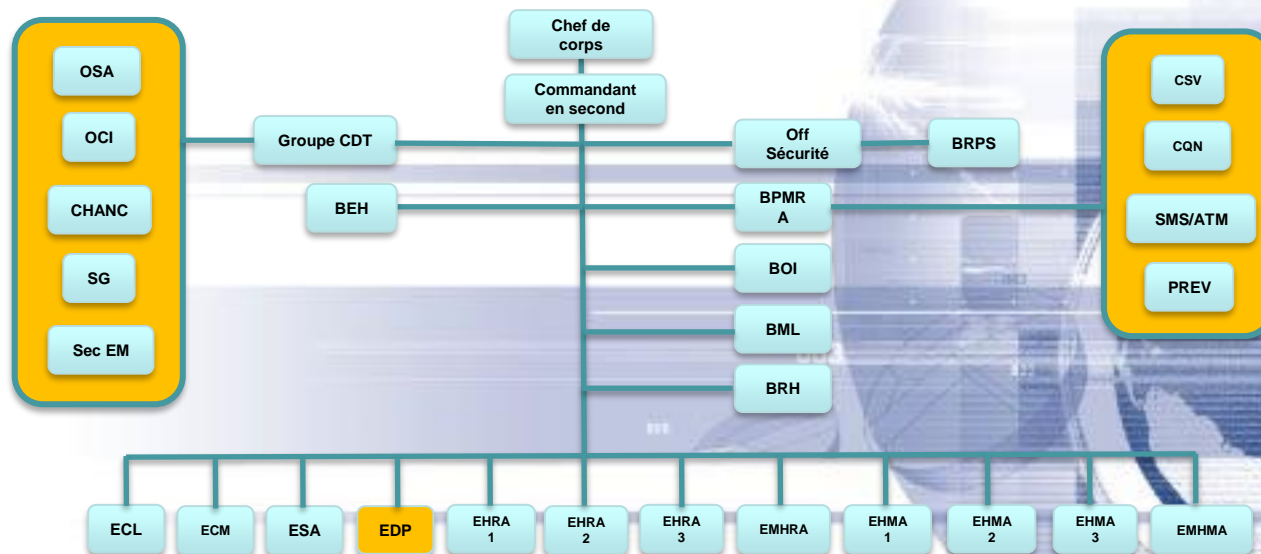 Chef de
corps
Commandant
en second
OSA
OCI
CHANC
SG
Sec EM
Groupe CDT
BEH
Off
Sécurité
BRPS
BPMR
A
BOI
BML
BRH
CSV
CQN
SMS/ATM
PREV
ECL
ECM
ESA
EDP
EHRA
1
EHRA
2
EHRA
3
EMHRA
EHMA
1
EHMA
2
EHMA
3
EMHMA